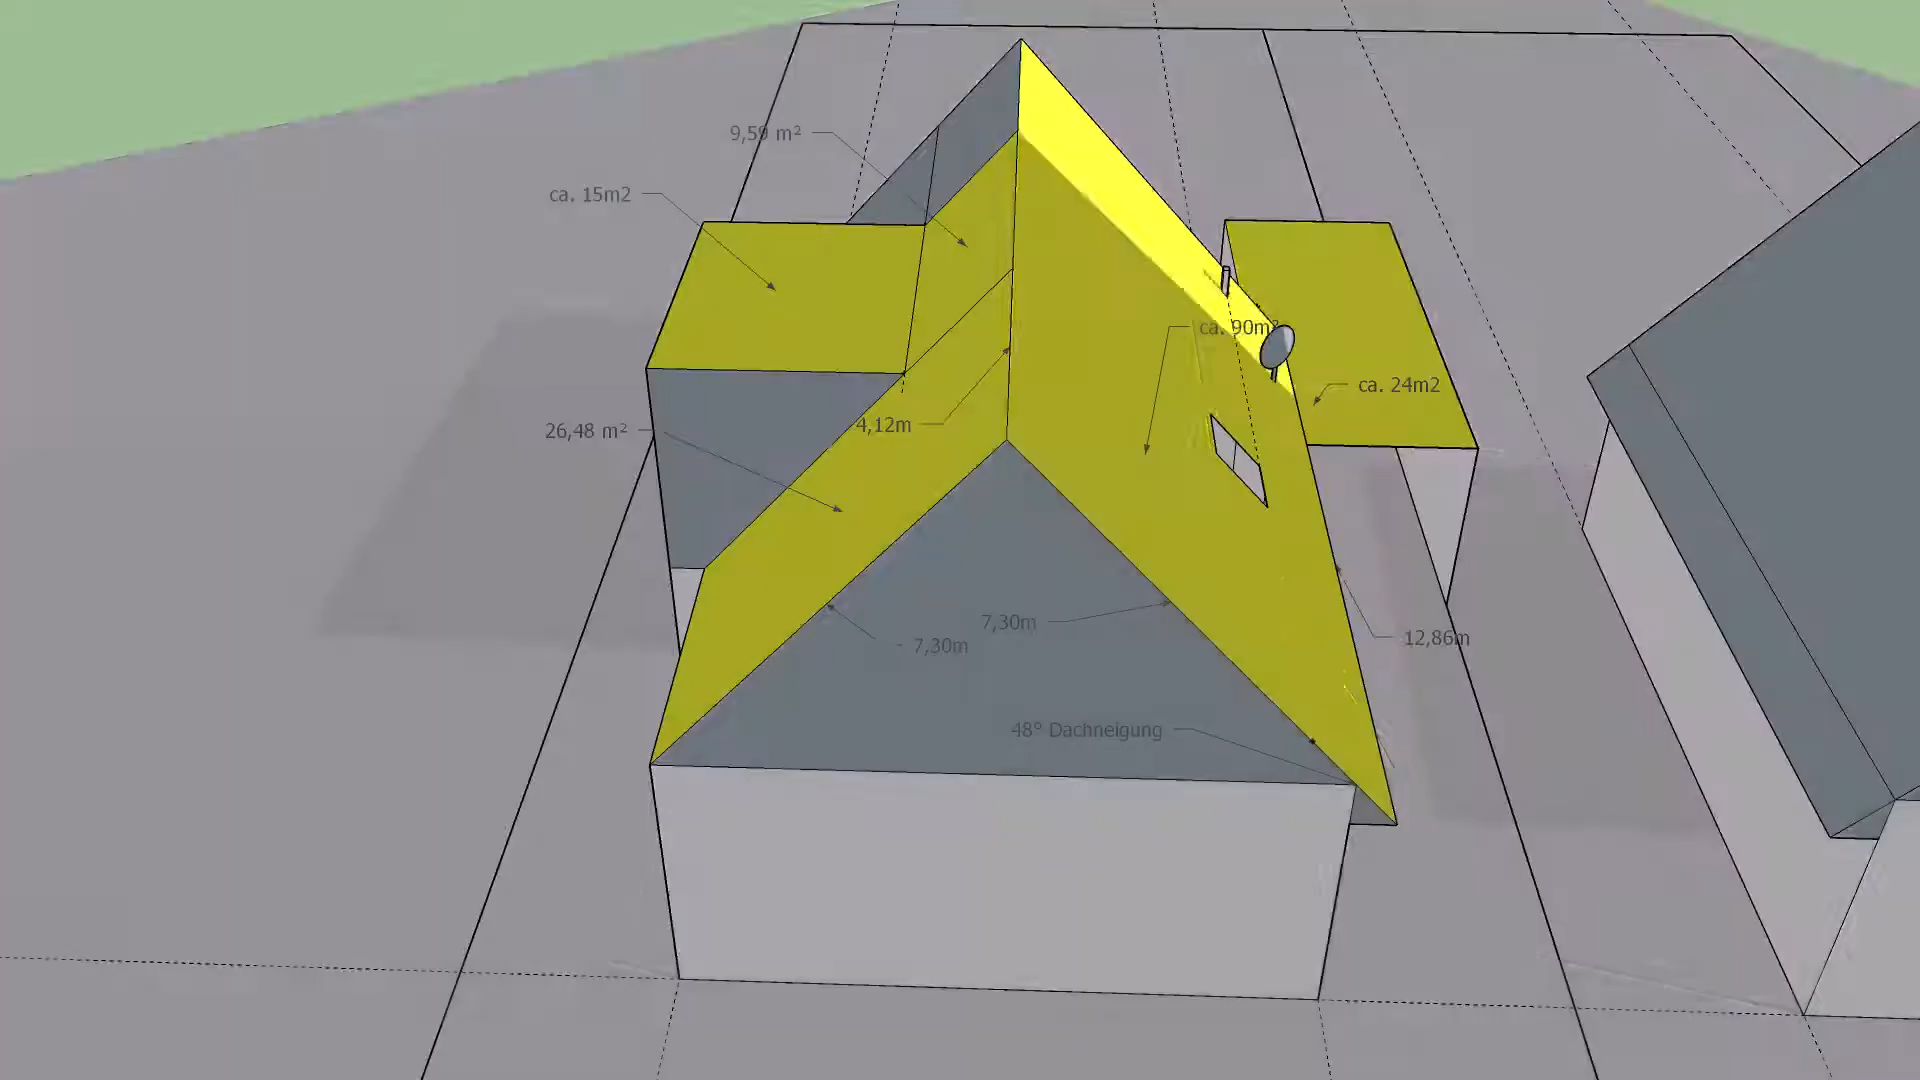 9,59 m²
ca. 15m2
ca. 90m²
ca. 24m2
4,12m
26,48 m²
7,30m
7,30m
12,86m
48° Dachneigung